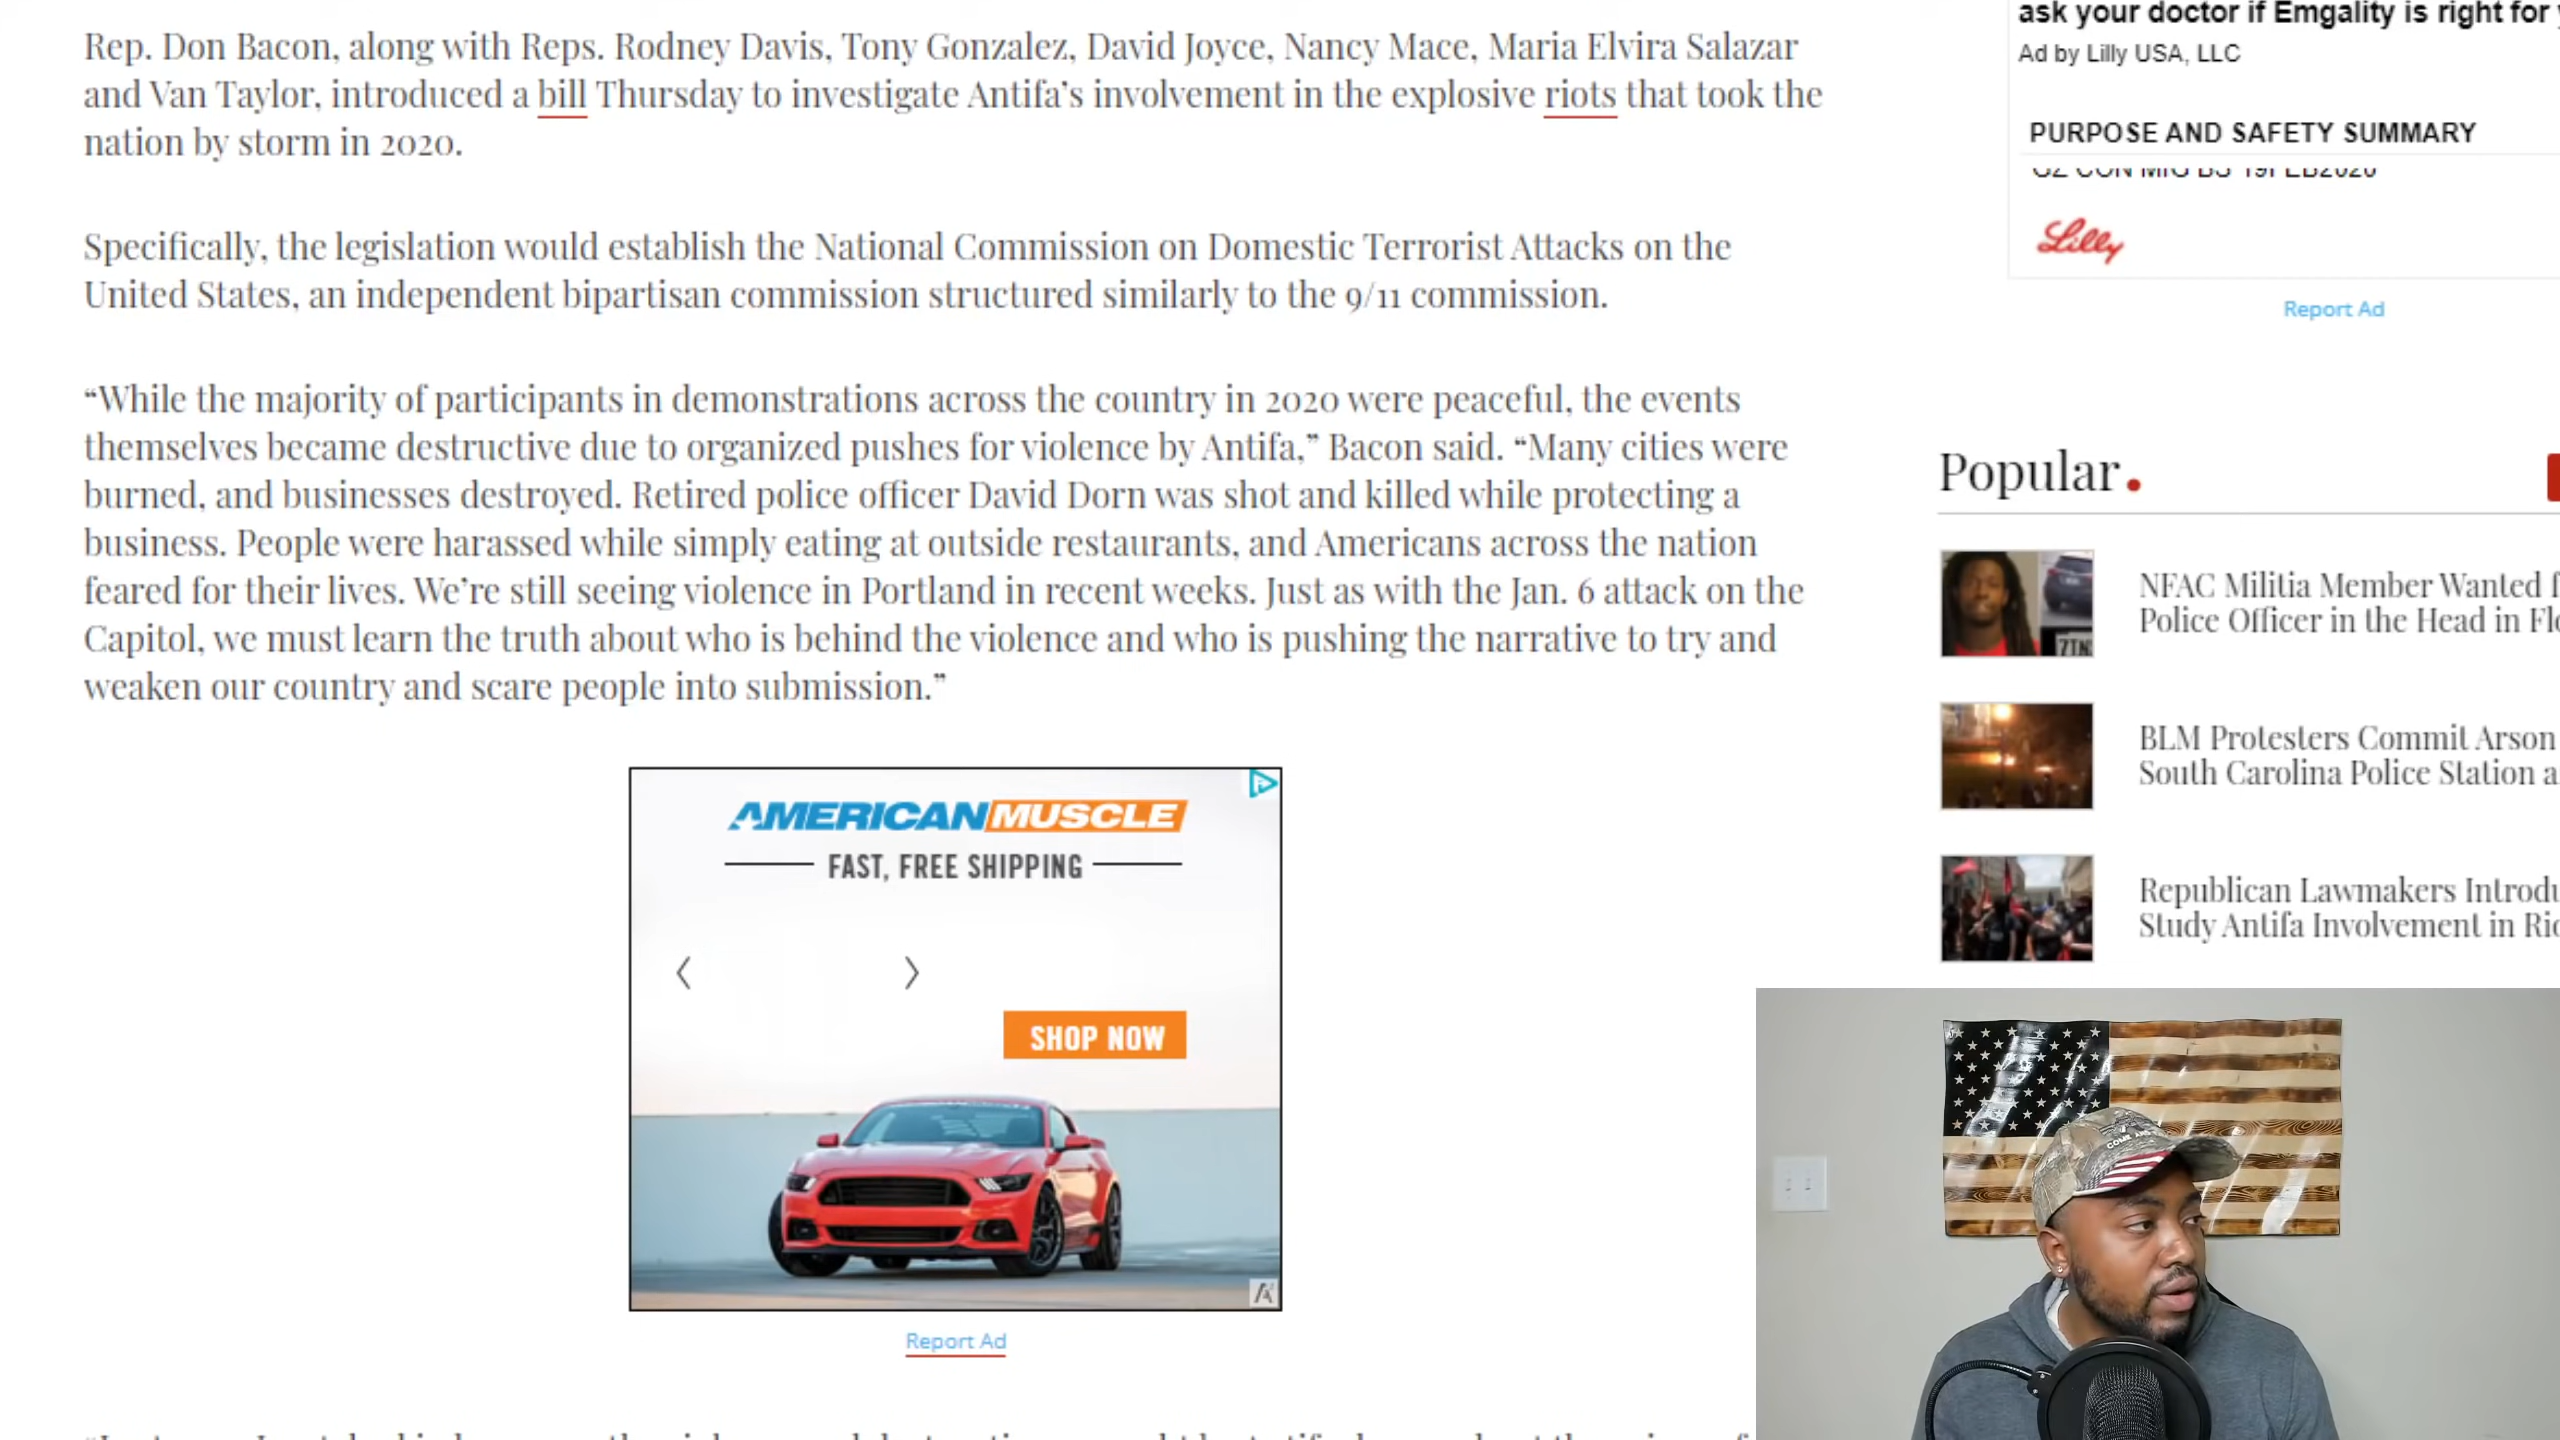 Rep. Don Bacon, along with Reps. Rodney Davis, Tony Gonzalez, David Joyce, Nancy Mace, Maria Elvira Salazar
and Van Taylor, introduced a bill Thursday to investigate Antifa’s involvement in the explosive riots that took the
nation by storm in 2020.
Specifically, the legislation would establish the National Commission on Domestic Terrorist Attacks on the
United States, an independent bipartisan commission structured similarly to the 9/11 commission.
“While the majority of participants in demonstrations across the country in 2020 were peaceful, the events
themselves became destructive due to organized pushes for violence by Antifa,” Bacon said. “Many cities were
burned, and businesses destroyed. Retired police officer David Dorn was shot and killed while protecting a
business. People were harassed while simply eating at outside restaurants, and Americans across the nation
feared for their lives. We’re still seeing violence in Portland in recent weeks. Just as with the Jan. 6 attack on the
Capitol, we must learn the truth about who is behind the violence and who is pushing the narrative to try and
weaken our country and scare people into submission.”
AMERICANMUSCLE
FAST, FREE SHIPPING
SHOP NOW
Report Ad
ask your doctor if Emgality is right for
Ad by Lilly USA, LLC
PURPOSE AND SAFETY SUMMARY
Lilly
Report Ad
Popular.
NFAC Militia Member Wanted f
Police Officer in the Head in Flo
7TN
BLM Protesters Commit Arson
South Carolina Police Station a
Republican Lawmakers Introdu
Study Antifa Involvement in Rio
COME AND